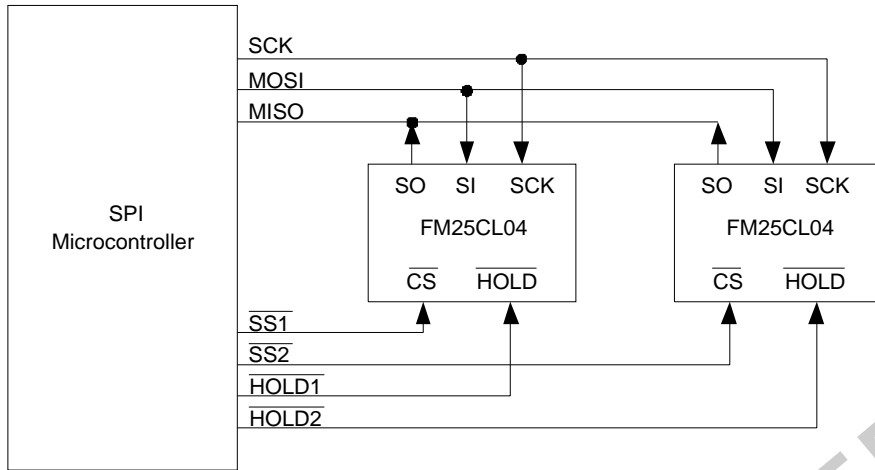 SCK
MOSI
MISO
SO SI SCK
FM25CL04
CS HOLD
SO SI SCK
FM25CL04
CS HOLD
SPI
Microcontroller
SS1
SS2
HOLD1
HOLD2